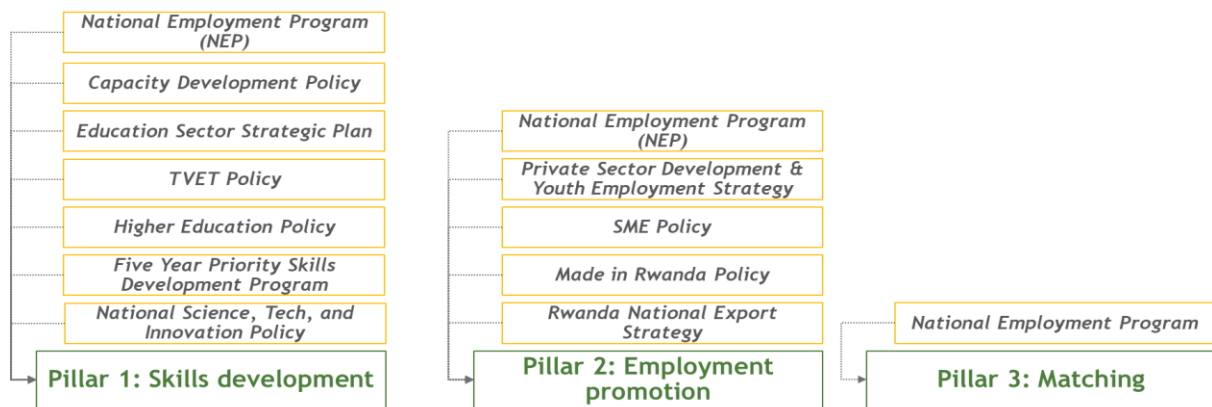 National Employment Program
(NEP)
Capacity Development Policy
Education Sector Strategic Plan
TVET Policy
Higher Education Policy
Five Year Priority Skills
Development Program
National Science, Tech, and
Innovation Policy
Pillar 1: Skills development
National Employment Program
(NEP)
Private Sector Development &
Youth Employment Strategy
SME Policy
Made in Rwanda Policy
Rwanda National Export
Strategy
Pillar 2: Employment
promotion
National Employment Program
Pillar 3: Matching